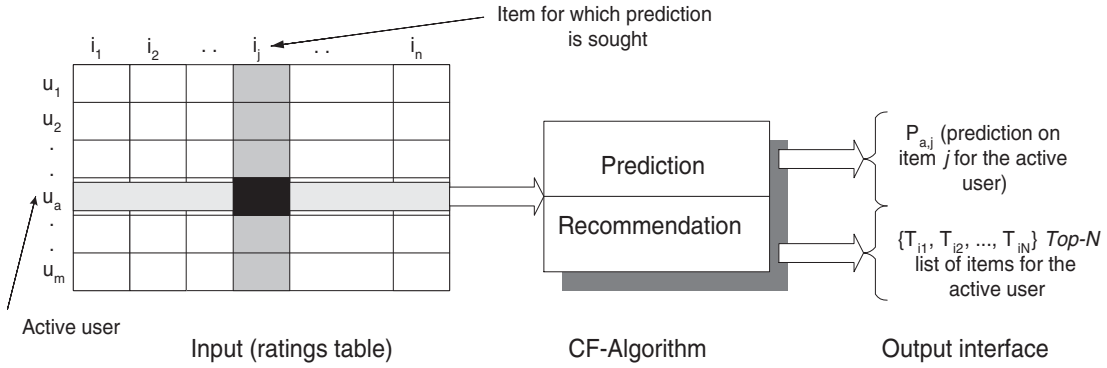 Item for which prediction
is sought
i1 i2 . . ij . . in
u1
u2
.
.
ua
.
.
um
Active user
Input (ratings table)
Prediction
Recommendation
CF-Algorithm
Pa,j (prediction on
item j for the active
user)
{Ti1, Ti2, ..., TiN} Top-N
list of items for the
active user
Output interface